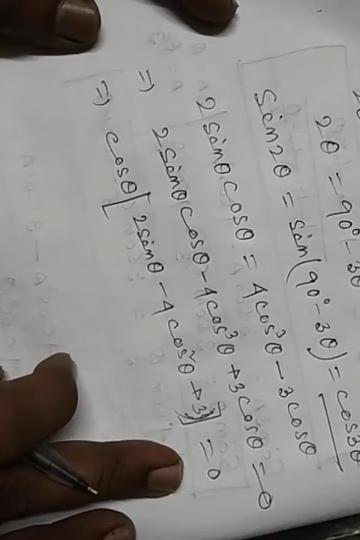 2θ = 90° - 3θ
Sin2θ = sin(90° - 3θ) = cos3θ
2 sinθ cosθ = 4cos³θ - 3cosθ
⇒ 2sinθ cosθ - 4cos³θ + 3cosθ = 0
⇒ cosθ[2sinθ - 4cos²θ + 3] = 0